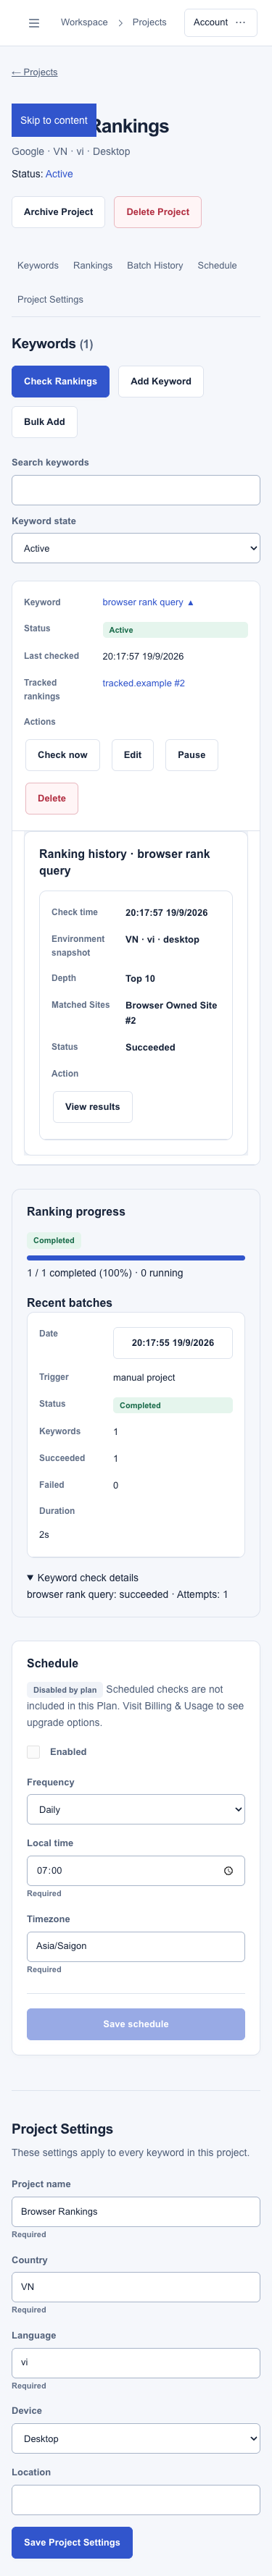 Workspace > Projects
Account ···
← Projects
Skip to content
Rankings
Google · VN · vi · Desktop
Status: Active
Archive Project
Delete Project
Keywords
Rankings
Batch History
Schedule
Project Settings
Keywords (1)
Check Rankings
Add Keyword
Bulk Add
Search keywords
Keyword state
Active
Keyword
browser rank query ▲
Status
Active
Last checked
20:17:57 19/9/2026
Tracked rankings
tracked.example #2
Actions
Check now
Edit
Pause
Delete
Ranking history · browser rank
query
Check time
20:17:57 19/9/2026
Environment snapshot
VN · vi · desktop
Depth
Top 10
Matched Sites
Browser Owned Site #2
Status
Succeeded
Action
View results
Ranking progress
Completed
1 / 1 completed (100%) · 0 running
Recent batches
Date
20:17:55 19/9/2026
Trigger
manual project
Status
Completed
Keywords
1
Succeeded
1
Failed
0
Duration
2s
▼ Keyword check details
browser rank query: succeeded · Attempts: 1
Schedule
Disabled by plan Scheduled checks are not
included in this Plan. Visit Billing & Usage to see
upgrade options.
Enabled
Frequency
Daily
Local time
07:00
Required
Timezone
Asia/Saigon
Required
Save schedule
Project Settings
These settings apply to every keyword in this project.
Project name
Browser Rankings
Required
Country
VN
Required
Language
vi
Required
Device
Desktop
Location
Save Project Settings